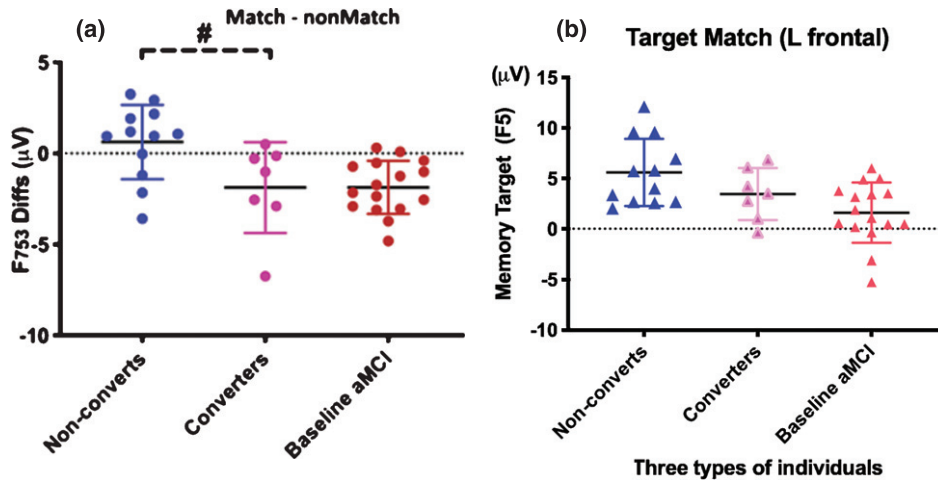 (a)
Match - nonMatch
#
F753 Diffs (μV)
5
0
-5
-10
Non-converts
Converters
Baseline aMCI
(b)
Target Match (L frontal)
(μV)
Memory Target (F5)
15
10
5
0
-5
-10
Non-converts
Converters
Baseline aMCI
Three types of individuals